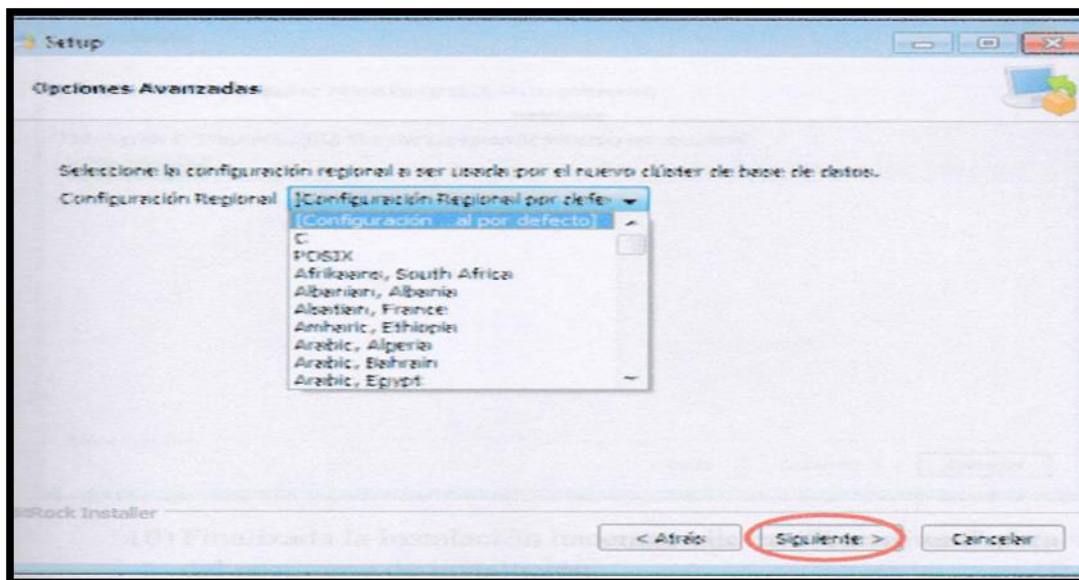 Setup
Opciones Avanzadas
Seleccione la configuración regional a ser usada por el nuevo clúster de base de datos.
Configuración Regional [Configuración Regional por defe
[Configuración ...al por defecto]
C
POSIX
Afrikaans, South Africa
Albanian, Albania
Alsatian, France
Amharic, Ethiopia
Arabic, Algeria
Arabic, Bahrain
Arabic, Egypt
Rock Installer
< Atrás Siguiente > Cancelar
10) Finalizada la instalación